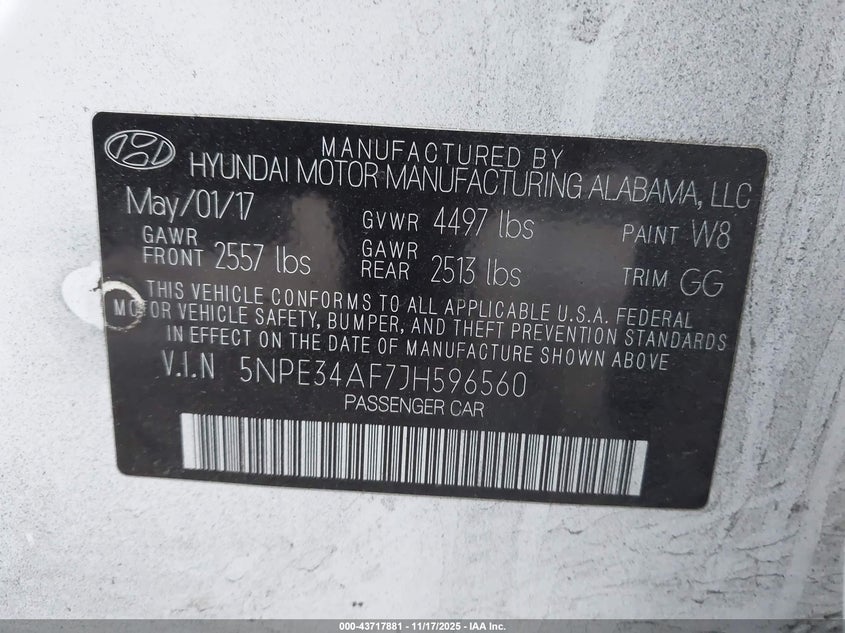 MANUFACTURED BY
HYUNDAI MOTOR MANUFACTURING ALABAMA, LLC
May/01/17 GVWR 4497 lbs PAINT W8
GAWR FRONT 2557 lbs GAWR REAR 2513 lbs TRIM GG
THIS VEHICLE CONFORMS TO ALL APPLICABLE U.S.A. FEDERAL
MOTOR VEHICLE SAFETY, BUMPER, AND THEFT PREVENTION STANDARDS
IN EFFECT ON THE DATE OF MANUFACTURE SHOWN ABOVE
V.I.N 5NPE34AF7JH596560
PASSENGER CAR
000-43717881 — 11/17/2025 — IAA Inc.